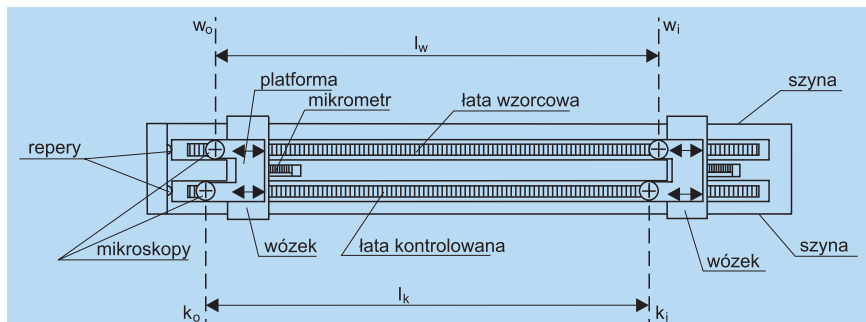 w₀ wᵢ
l_w
platforma
mikrometr
łata wzorcowa
szyna
repery
mikroskopy
wózek
łata kontrolowana
wózek
szyna
l_k
k₀ kᵢ